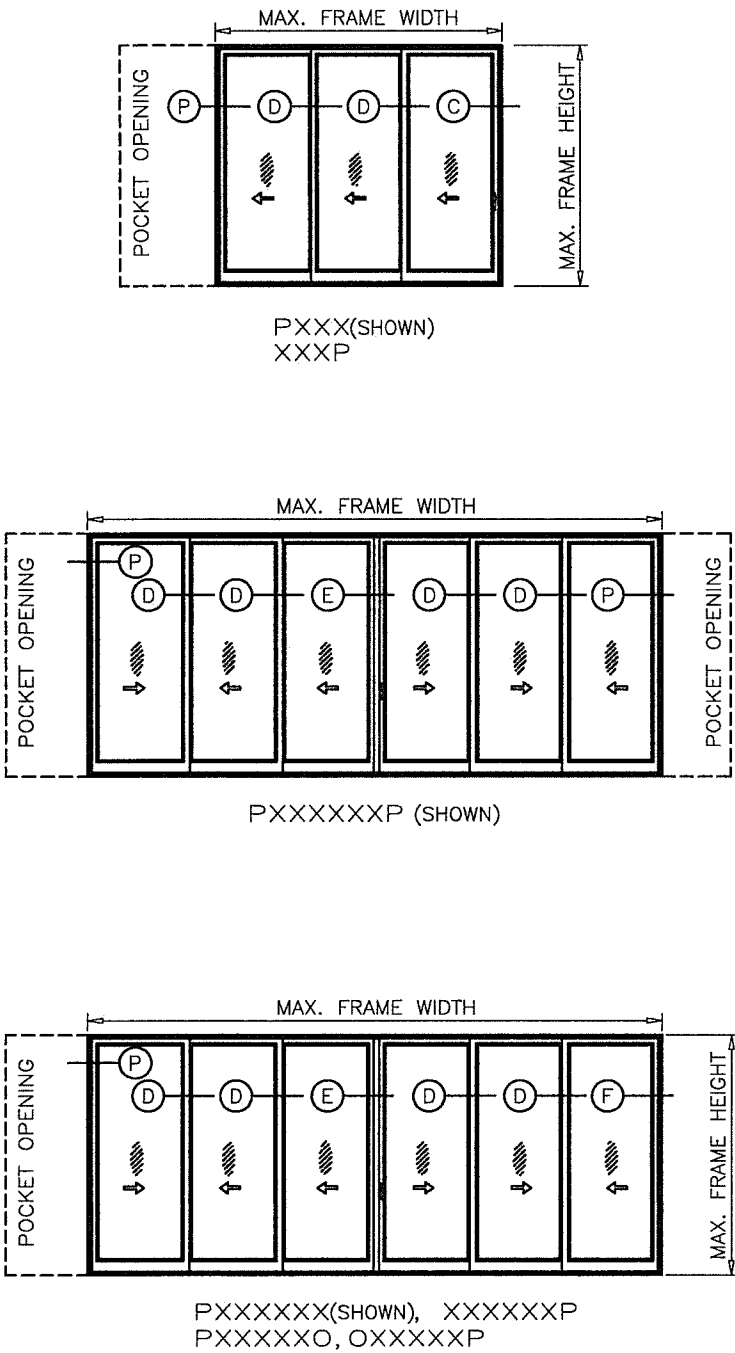 MAX. FRAME WIDTH
POCKET OPENING
P D D C
MAX. FRAME HEIGHT
PXXX(SHOWN)
XXXP
MAX. FRAME WIDTH
POCKET OPENING
P
D D E D D P
POCKET OPENING
PXXXXXXP (SHOWN)
MAX. FRAME WIDTH
POCKET OPENING
P
D D E D D F
MAX. FRAME HEIGHT
PXXXXXX(SHOWN), XXXXXXP
PXXXXXO, OXXXXXP